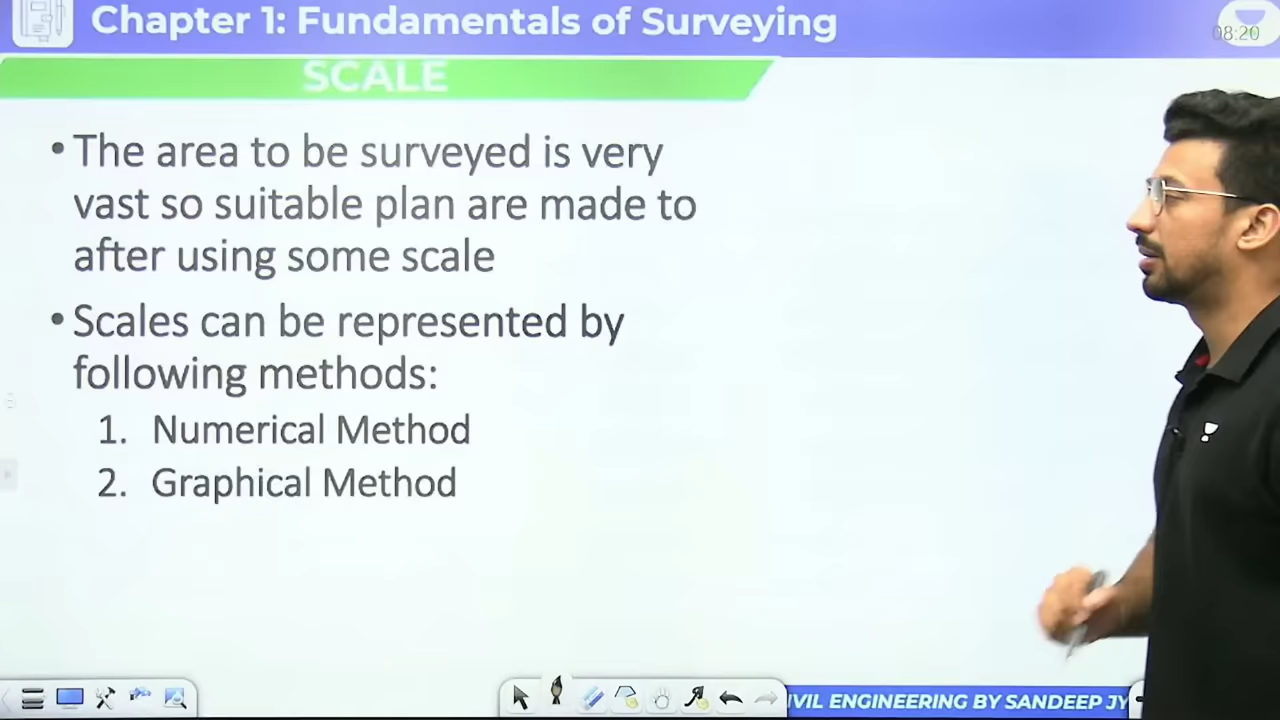 Chapter 1: Fundamentals of Surveying
08:20
SCALE
• The area to be surveyed is very
vast so suitable plan are made to
after using some scale
• Scales can be represented by
following methods:
1. Numerical Method
2. Graphical Method
IVIL ENGINEERING BY SANDEEP JY